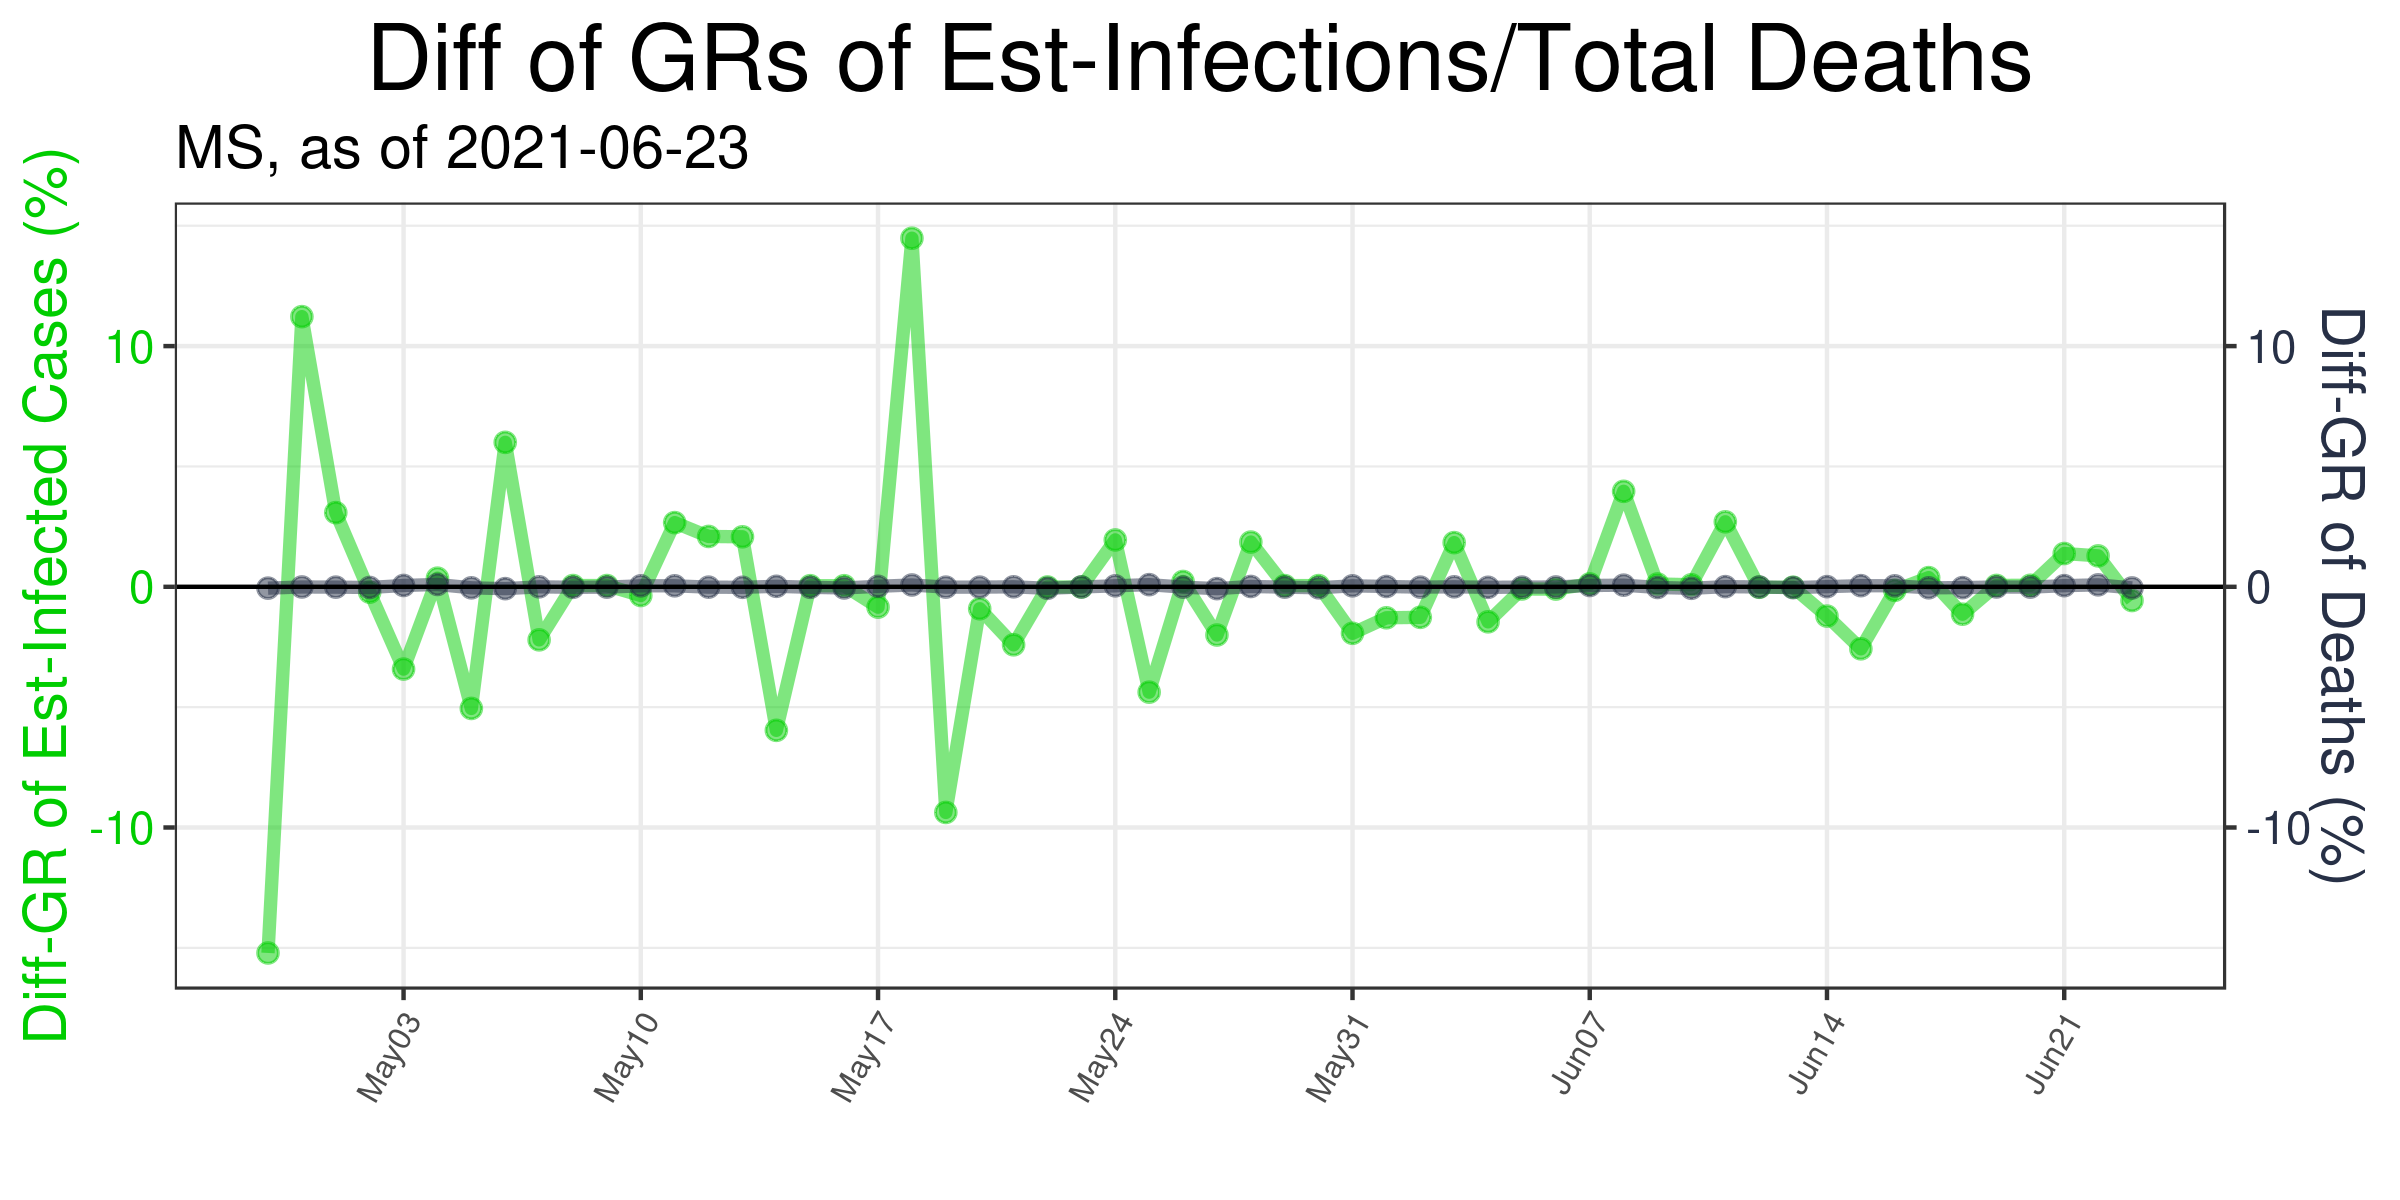 Diff of GRs of Est-Infections/Total Deaths
MS, as of 2021-06-23
Diff-GR of Est-Infected Cases (%)
10
0
-10
10
0
-10
Diff-GR of Deaths (%)
May03
May10
May17
May24
May31
Jun07
Jun14
Jun21